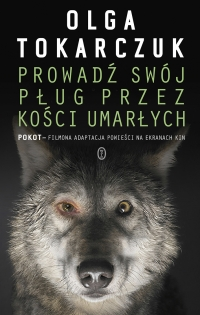 OLGA
TOKARCZUK
PROWADŹ SWÓJ
PŁUG PRZEZ
KOŚCI UMARŁYCH
POKOT – FILMOWA ADAPTACJA POWIEŚCI NA EKRANACH KIN